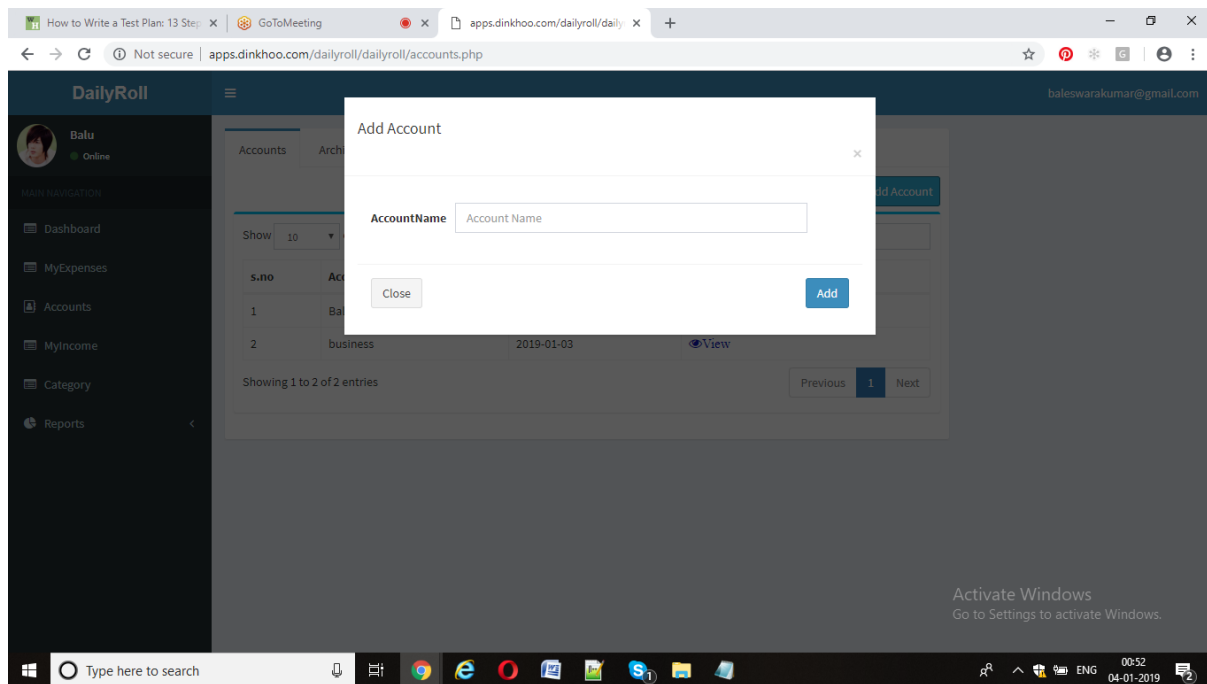 How to Write a Test Plan: 13 Step
GoToMeeting
apps.dinkhoo.com/dailyroll/daily
Not secure | apps.dinkhoo.com/dailyroll/dailyroll/accounts.php
G
DailyRoll
baleswarakumar@gmail.com
Balu
Online
Add Account
Accounts
Archi
MAIN NAVIGATION
dd Account
AccountName Account Name
Dashboard
Show 10
MyExpenses
s.no Acc
Close
Add
Accounts
1 Bal
MyIncome
2 business 2019-01-03 View
Category
Showing 1 to 2 of 2 entries
Previous 1 Next
Reports
Activate Windows
Go to Settings to activate Windows.
Type here to search
ENG
00:52
04-01-2019